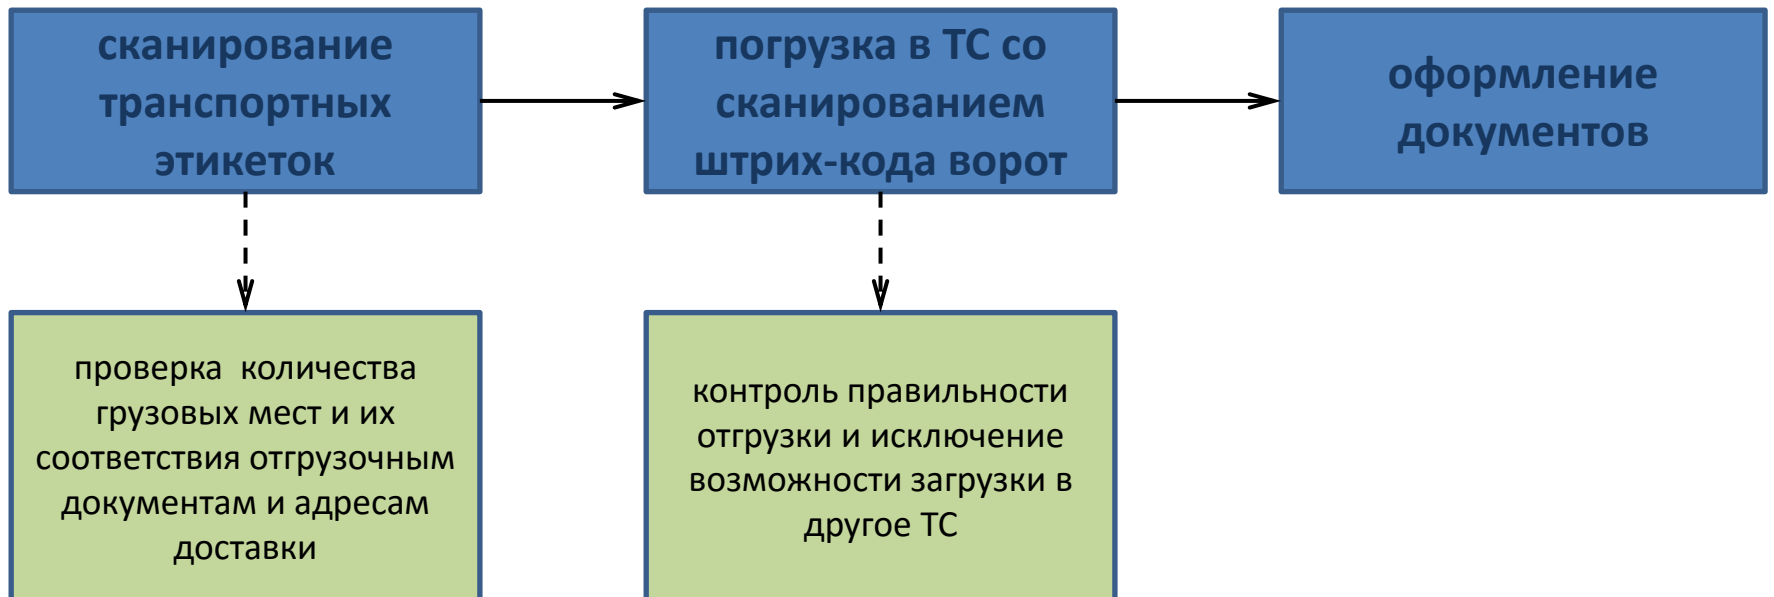 сканирование
транспортных
этикеток
погрузка в ТС со
сканированием
штрих-кода ворот
оформление
документов
проверка  количества
грузовых мест и их
соответствия отгрузочным
документам и адресам
доставки
контроль правильности
отгрузки и исключение
возможности загрузки в
другое ТС